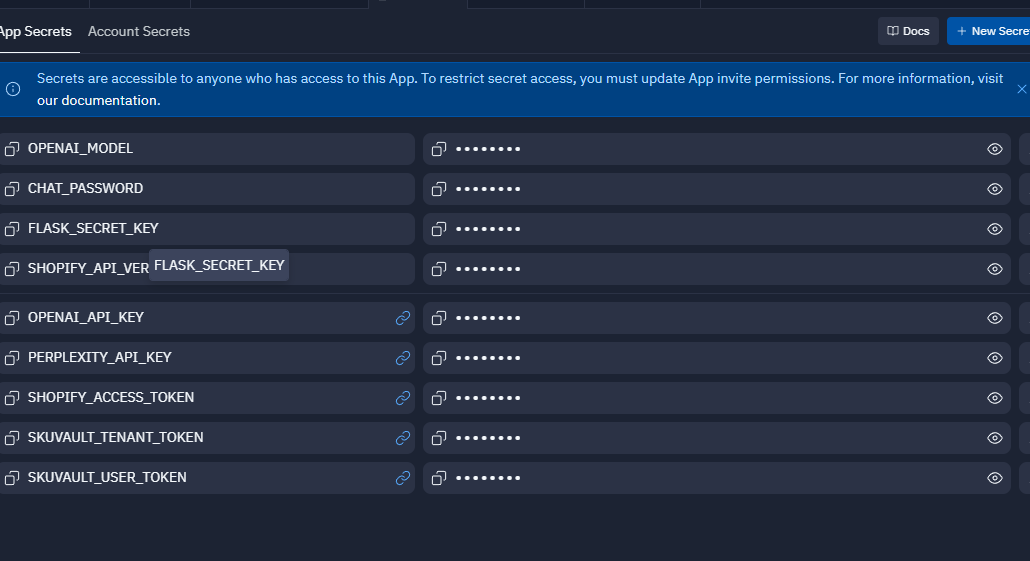 App Secrets Account Secrets Docs + New Secre
Secrets are accessible to anyone who has access to this App. To restrict secret access, you must update App invite permissions. For more information, visit
our documentation.
OPENAI_MODEL ••••••••
CHAT_PASSWORD ••••••••
FLASK_SECRET_KEY ••••••••
SHOPIFY_API_VER ••••••••
FLASK_SECRET_KEY
OPENAI_API_KEY ••••••••
PERPLEXITY_API_KEY ••••••••
SHOPIFY_ACCESS_TOKEN ••••••••
SKUVAULT_TENANT_TOKEN ••••••••
SKUVAULT_USER_TOKEN ••••••••